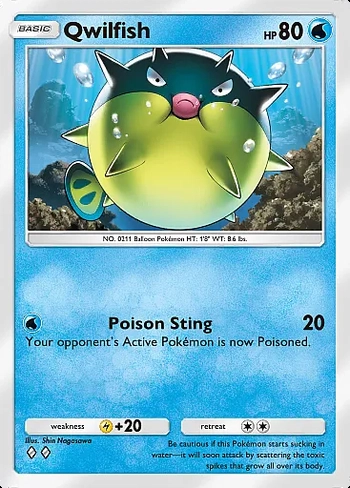 BASIC Qwilfish HP 80
NO. 0211 Balloon Pokémon HT: 1'8" WT: 8.6 lbs.
Poison Sting 20
Your opponent's Active Pokémon is now Poisoned.
weakness +20 retreat
Illus. Shin Nagasawa
Be cautious if this Pokémon starts sucking in
water—it will soon attack by scattering the toxic
spikes that grow all over its body.